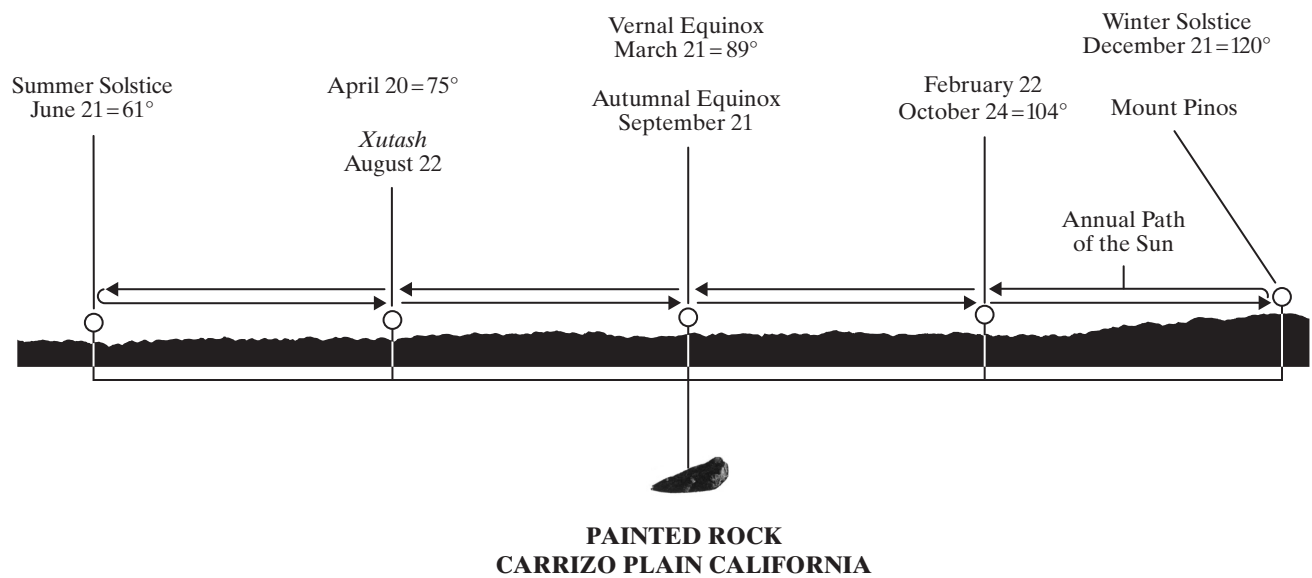 Summer Solstice
June 21 = 61°
April 20 = 75°
Xutash
August 22
Vernal Equinox
March 21 = 89°
Autumnal Equinox
September 21
February 22
October 24 = 104°
Winter Solstice
December 21 = 120°
Mount Pinos
Annual Path
of the Sun
PAINTED ROCK
CARRIZO PLAIN CALIFORNIA